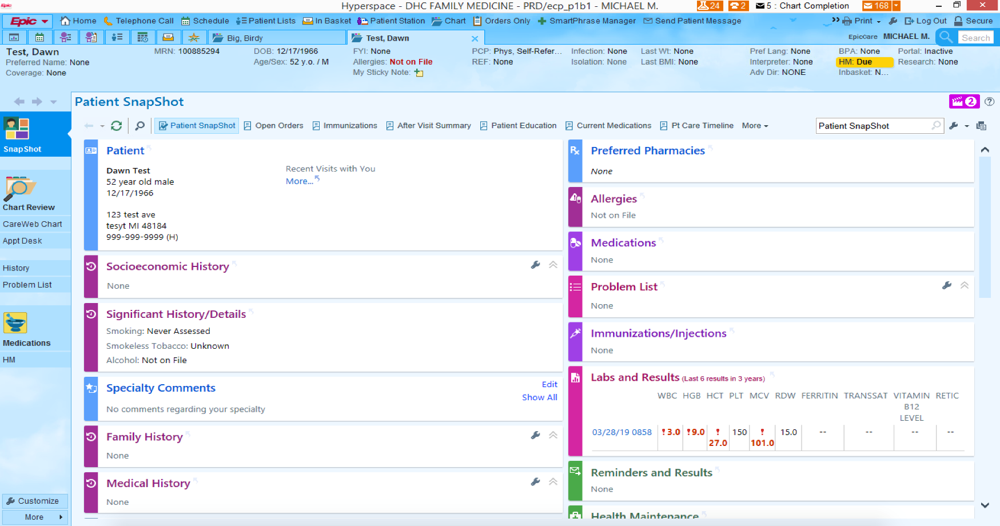 Epic
Hyperspace - DHC FAMILY MEDICINE - PRD/ecp_p1b1 - MICHAEL M.
24
2
5 : Chart Completion
168
Epic
Home
Telephone Call
Schedule
Patient Lists
In Basket
Patient Station
Chart
Orders Only
SmartPhrase Manager
Send Patient Message
Print
Log Out
Secure
Big, Birdy
Test, Dawn
EpicCare
MICHAEL M.
Search
Test, Dawn
Preferred Name: None
Coverage: None
MRN: 100885294
DOB: 12/17/1966
Age/Sex: 52 y.o. / M
FYI: None
Allergies: Not on File
My Sticky Note:
PCP: Phys, Self-Refer...
REF: None
Infection: None
Isolation: None
Last Wt: None
Last BMI: None
Pref Lang: None
Interpreter: None
Adv Dir: NONE
BPA: None
HM: Due
Inbasket: N...
Portal: Inactive
Research: None
Patient SnapShot
2
Patient SnapShot
Open Orders
Immunizations
After Visit Summary
Patient Education
Current Medications
Pt Care Timeline
More
Patient SnapShot
SnapShot
Chart Review
CareWeb Chart
Appt Desk
History
Problem List
Medications
HM
Customize
More
Patient
Dawn Test
52 year old male
12/17/1966
123 test ave
tesyt MI 48184
999-999-9999 (H)
Recent Visits with You
More...
Socioeconomic History
None
Significant History/Details
Smoking: Never Assessed
Smokeless Tobacco: Unknown
Alcohol: Not on File
Specialty Comments
Edit
Show All
No comments regarding your specialty
Family History
None
Medical History
None
Rx
Preferred Pharmacies
None
Allergies
Not on File
Medications
None
Problem List
None
Immunizations/Injections
None
Labs and Results (Last 6 results in 3 years)
WBC HGB HCT PLT MCV RDW FERRITIN TRANSSAT VITAMIN RETIC
B12
LEVEL
03/28/19 0858 ! 3.0 ! 9.0 ! 150 ! 15.0 -- -- -- --
27.0 101.0
Reminders and Results
None
Health Maintenance